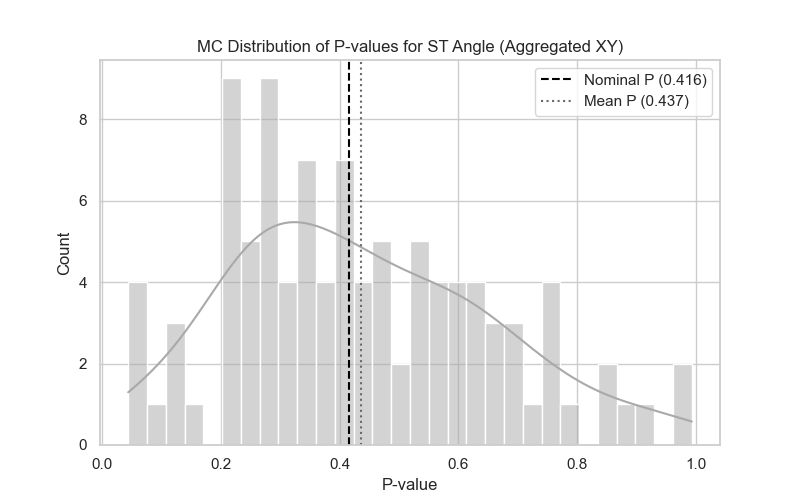 MC Distribution of P-values for ST Angle (Aggregated XY)
Nominal P (0.416)
Mean P (0.437)
8
6
4
2
0
Count
0.0 0.2 0.4 0.6 0.8 1.0
P-value